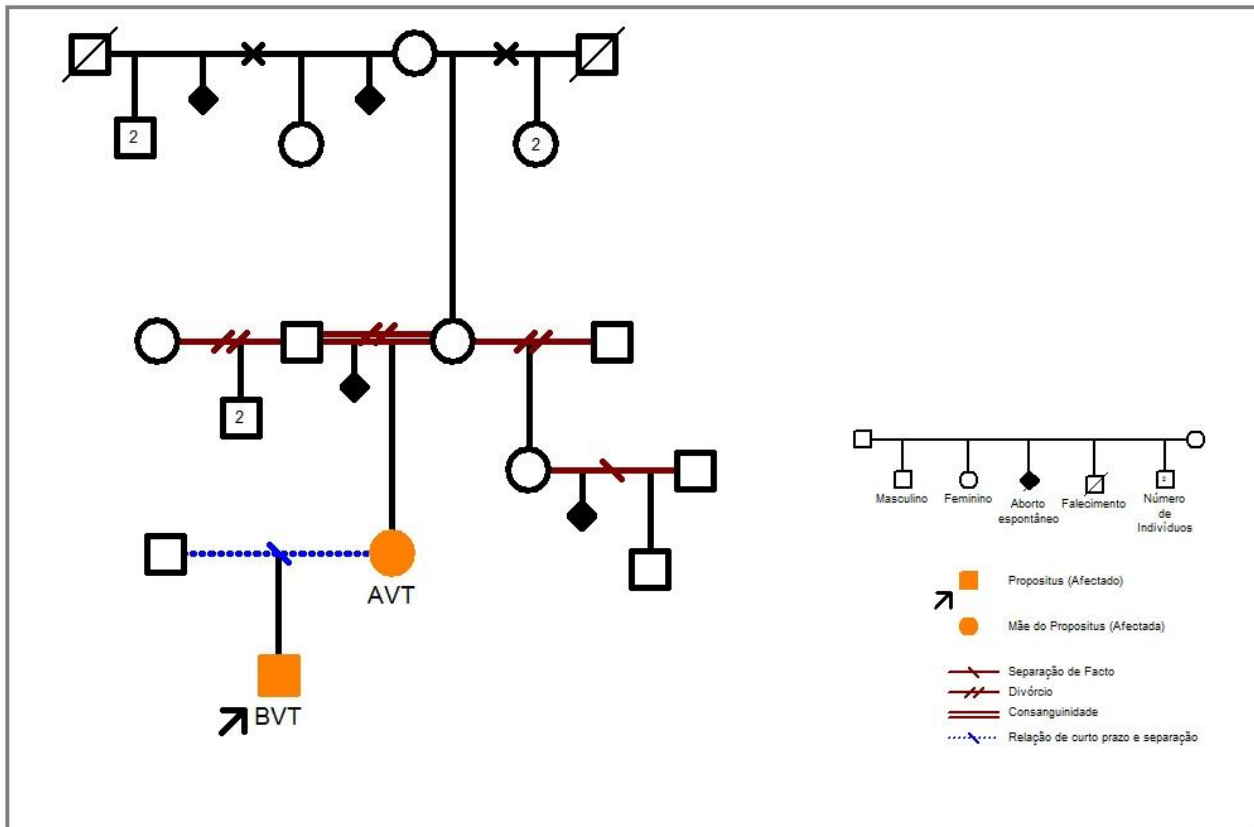 2
2
2
AVT
BVT
2
Masculino
Feminino
Aborto
espontâneo
Falecimento
Número
de
Indivíduos
Propositus (Afectado)
Mãe do Propositus (Afectada)
Separação de Facto
Divórcio
Consanguinidade
Relação de curto prazo e separação